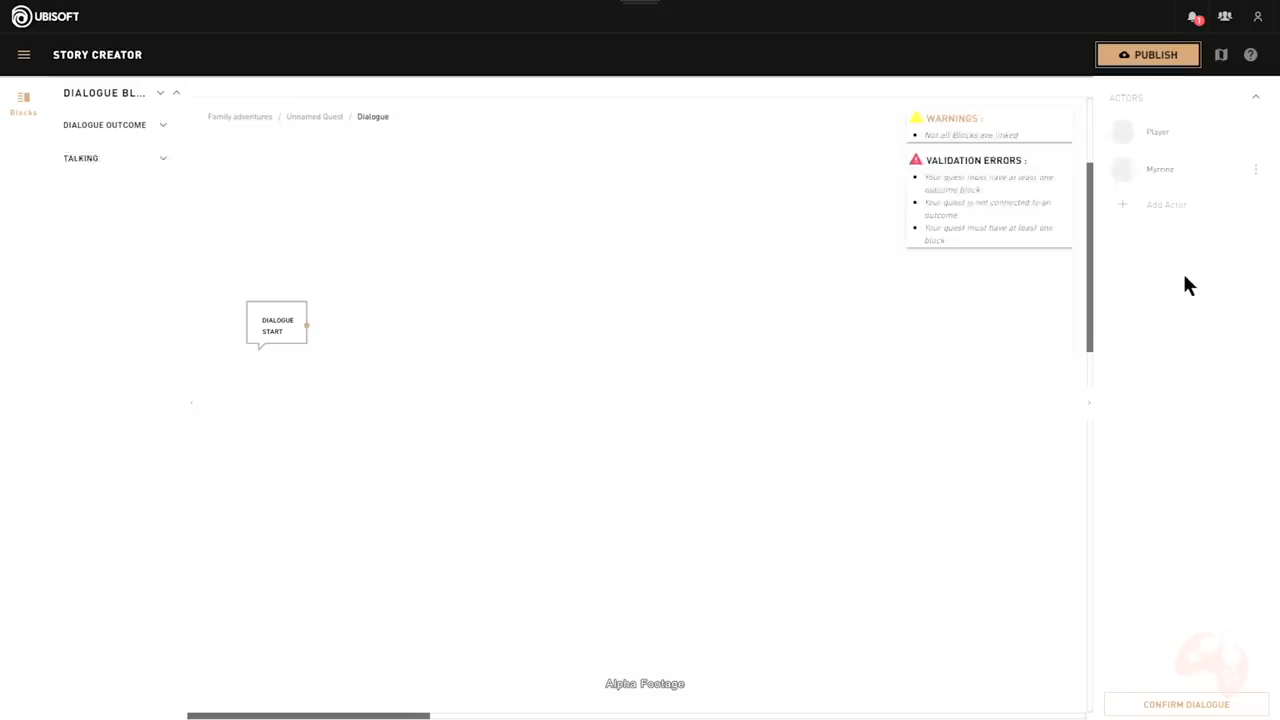 UBISOFT
1
STORY CREATOR
PUBLISH
Blocks
DIALOGUE BL...
DIALOGUE OUTCOME
TALKING
Family adventures / Unnamed Quest / Dialogue
WARNINGS :
Not all Blocks are linked
VALIDATION ERRORS :
Your quest must have at least one
outcome block
Your quest is not connected to an
outcome
Your quest must have at least one
block
ACTORS
Player
Myrrine
Add Actor
DIALOGUE
START
Alpha Footage
CONFIRM DIALOGUE